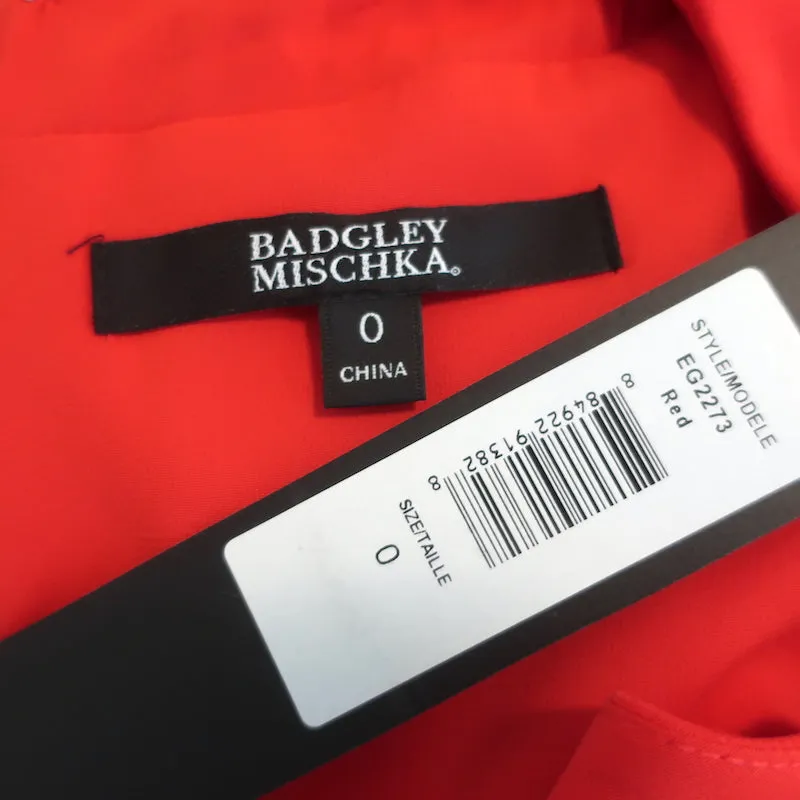 BADGLEY
MISCHKA®
0
CHINA
STYLE/MODELE
EG2273
Red
8 84922 91382 8
SIZE/TAILLE
0